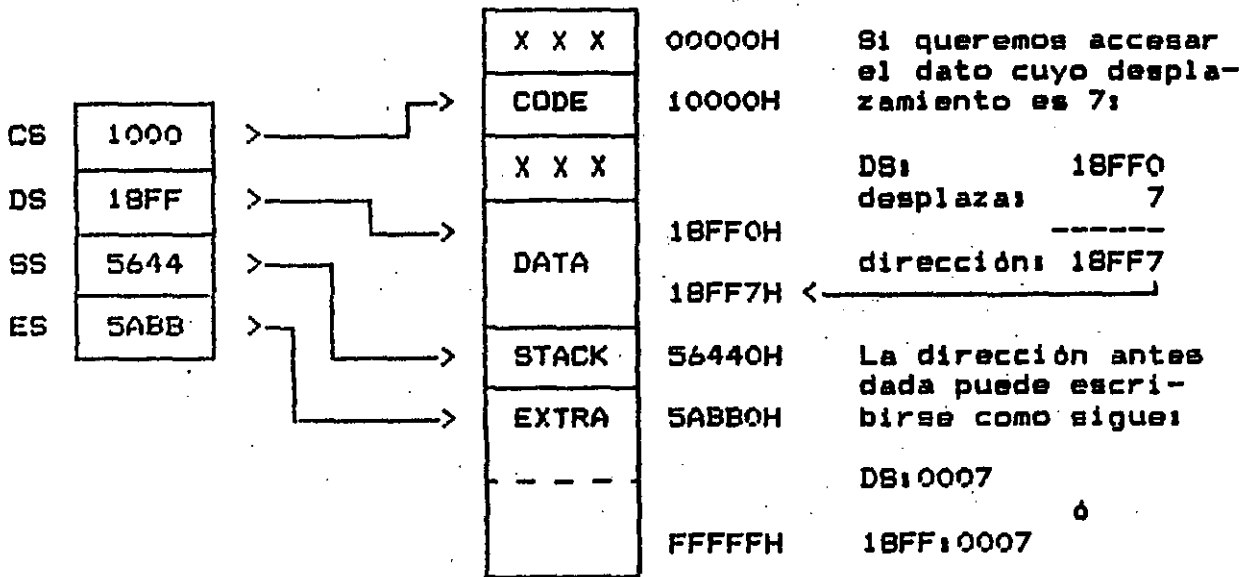 X X X 00000H Si queremos accesar
el dato cuyo despla-
CODE 10000H zamiento es 7:
CS 1000
X X X DS: 18FF0
DS 18FF desplaza: 7
18FF0H ------
SS 5644 DATA dirección: 18FF7
18FF7H
ES 5ABB
STACK 56440H La dirección antes
dada puede escri-
EXTRA 5ABB0H birse como sigue:
DS:0007
ó
FFFFFH 18FF:0007